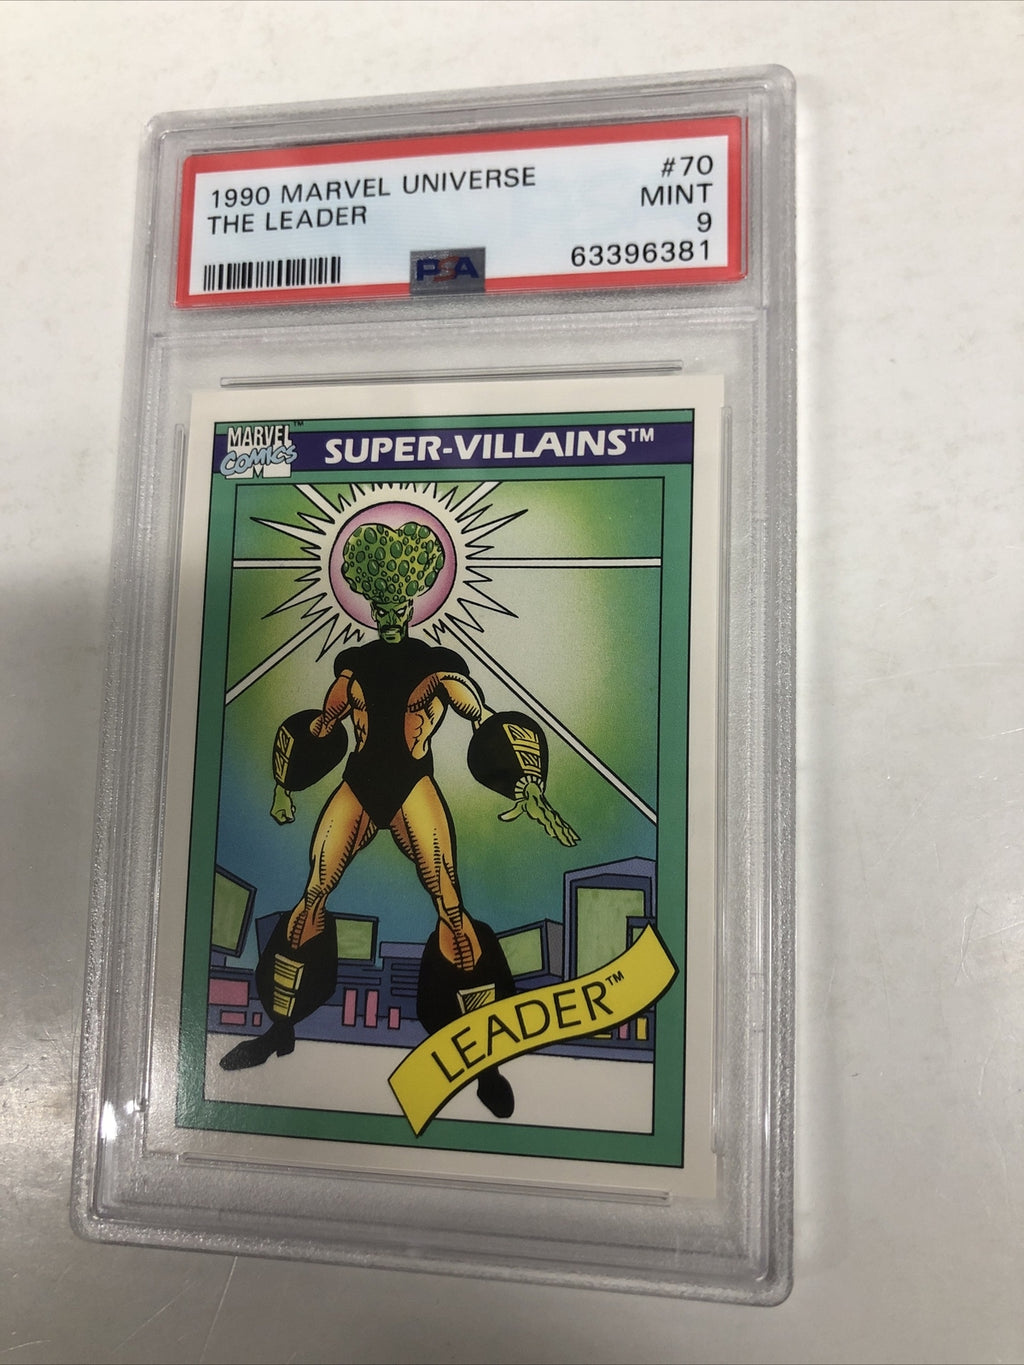 1990 MARVEL UNIVERSE
THE LEADER
#70
MINT
9
63396381
PSA
MARVEL
COMICS
SUPER-VILLAINS™
LEADER™